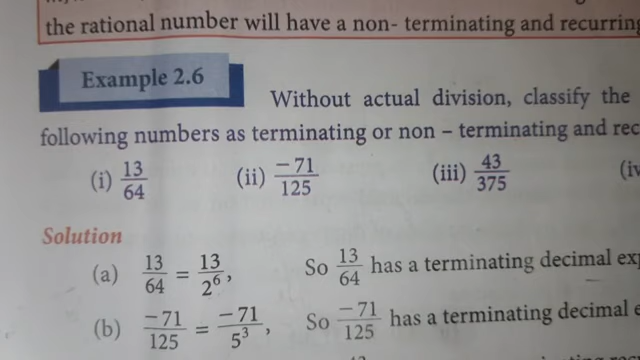 the rational number will have a non- terminating and recurring
Example 2.6
Without actual division, classify the
following numbers as terminating or non – terminating and rec
(i) 13/64 (ii) −71/125 (iii) 43/375 (iv
Solution
(a) 13/64 = 13/2⁶, So 13/64 has a terminating decimal exp
(b) −71/125 = −71/5³, So −71/125 has a terminating decimal e